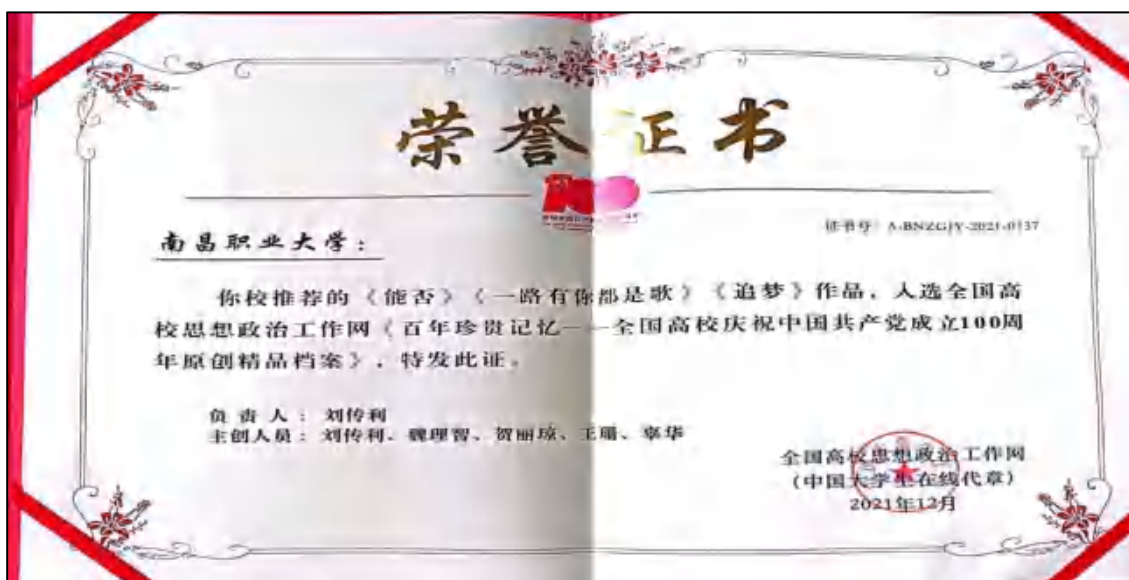 荣誉证书
证书号：A-BNZGJY-2021-0137
南昌职业大学：
你校推荐的《能否》《一路有你都是歌》《追梦》作品，入选全国高
校思想政治工作网《百年珍贵记忆——全国高校庆祝中国共产党成立100周
年原创精品档案》，特发此证。
负责人：刘传利
主创人员：刘传利、魏理智、贺丽琼、王珊、辜华
全国高校思想政治工作网
（中国大学生在线代章）
2021年12月